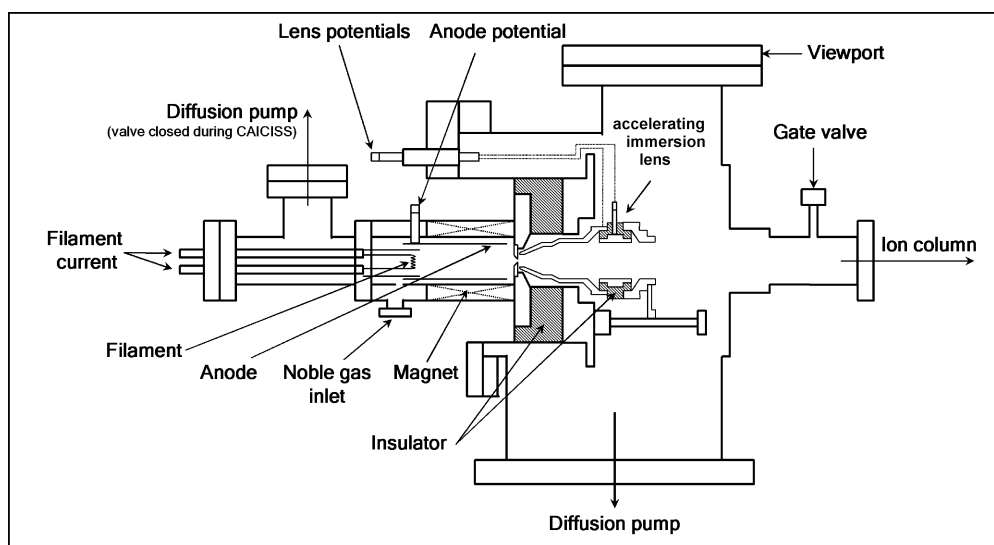 Lens potentials
Anode potential
Viewport
Diffusion pump
(valve closed during CAICISS)
accelerating
immersion
lens
Gate valve
Filament
current
Ion column
Filament
Anode
Noble gas
inlet
Magnet
Insulator
Diffusion pump